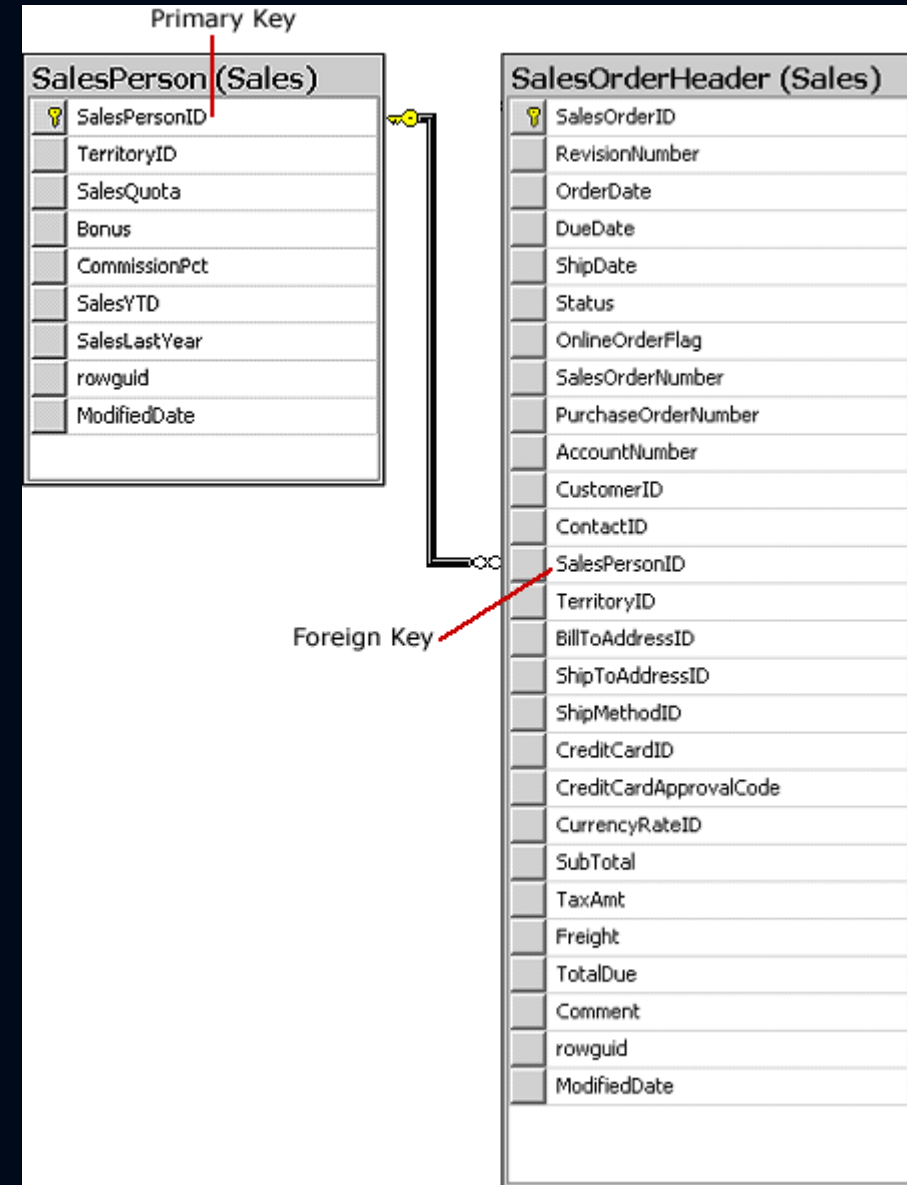 Primary Key
SalesPerson (Sales)
SalesPersonID
TerritoryID
SalesQuota
Bonus
CommissionPct
SalesYTD
SalesLastYear
rowguid
ModifiedDate
SalesOrderHeader (Sales)
SalesOrderID
RevisionNumber
OrderDate
DueDate
ShipDate
Status
OnlineOrderFlag
SalesOrderNumber
PurchaseOrderNumber
AccountNumber
CustomerID
ContactID
SalesPersonID
TerritoryID
BillToAddressID
ShipToAddressID
ShipMethodID
CreditCardID
CreditCardApprovalCode
CurrencyRateID
SubTotal
TaxAmt
Freight
TotalDue
Comment
rowguid
ModifiedDate
Foreign Key